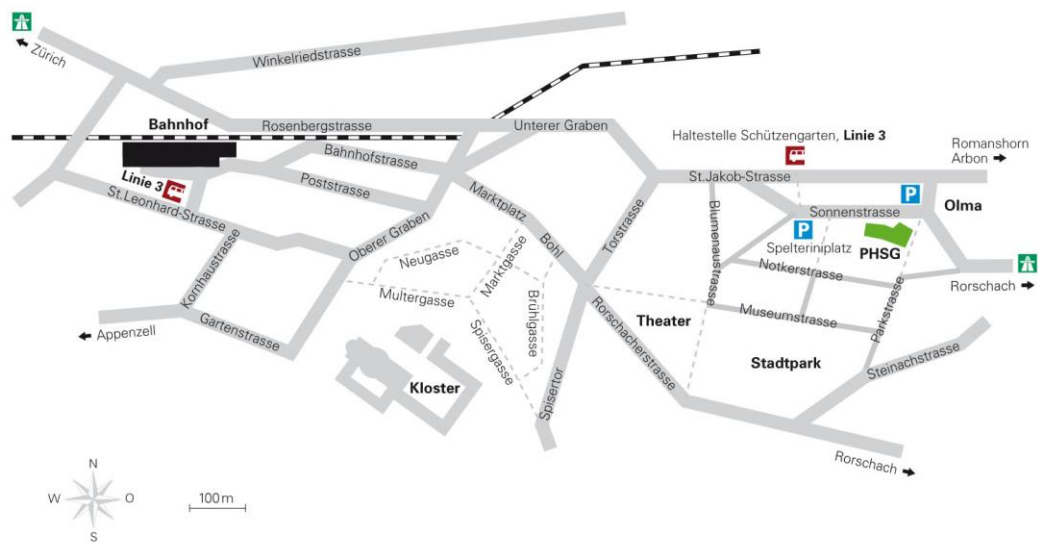 Zürich
Winkelriedstrasse
Bahnhof
Rosenbergstrasse
Unterer Graben
Haltestelle Schützengarten, Linie 3
Romanshorn
Arbon
Bahnhofstrasse
Linie 3
Poststrasse
St.Jakob-Strasse
St.Leonhard-Strasse
Marktplatz
Bohl
Torstrasse
Blumenaustrasse
P
P
Sonnenstrasse
Olma
Oberer Graben
Spelteriniplatz
PHSG
Kornhaustrasse
Neugasse
Marktgasse
Notkerstrasse
Rorschach
Multergasse
Brühlgasse
Museumstrasse
Parkstrasse
Appenzell
Gartenstrasse
Spisergasse
Rorschacherstrasse
Theater
Stadtpark
Steinachstrasse
Kloster
Spisertor
Rorschach
N
W O
S
100 m